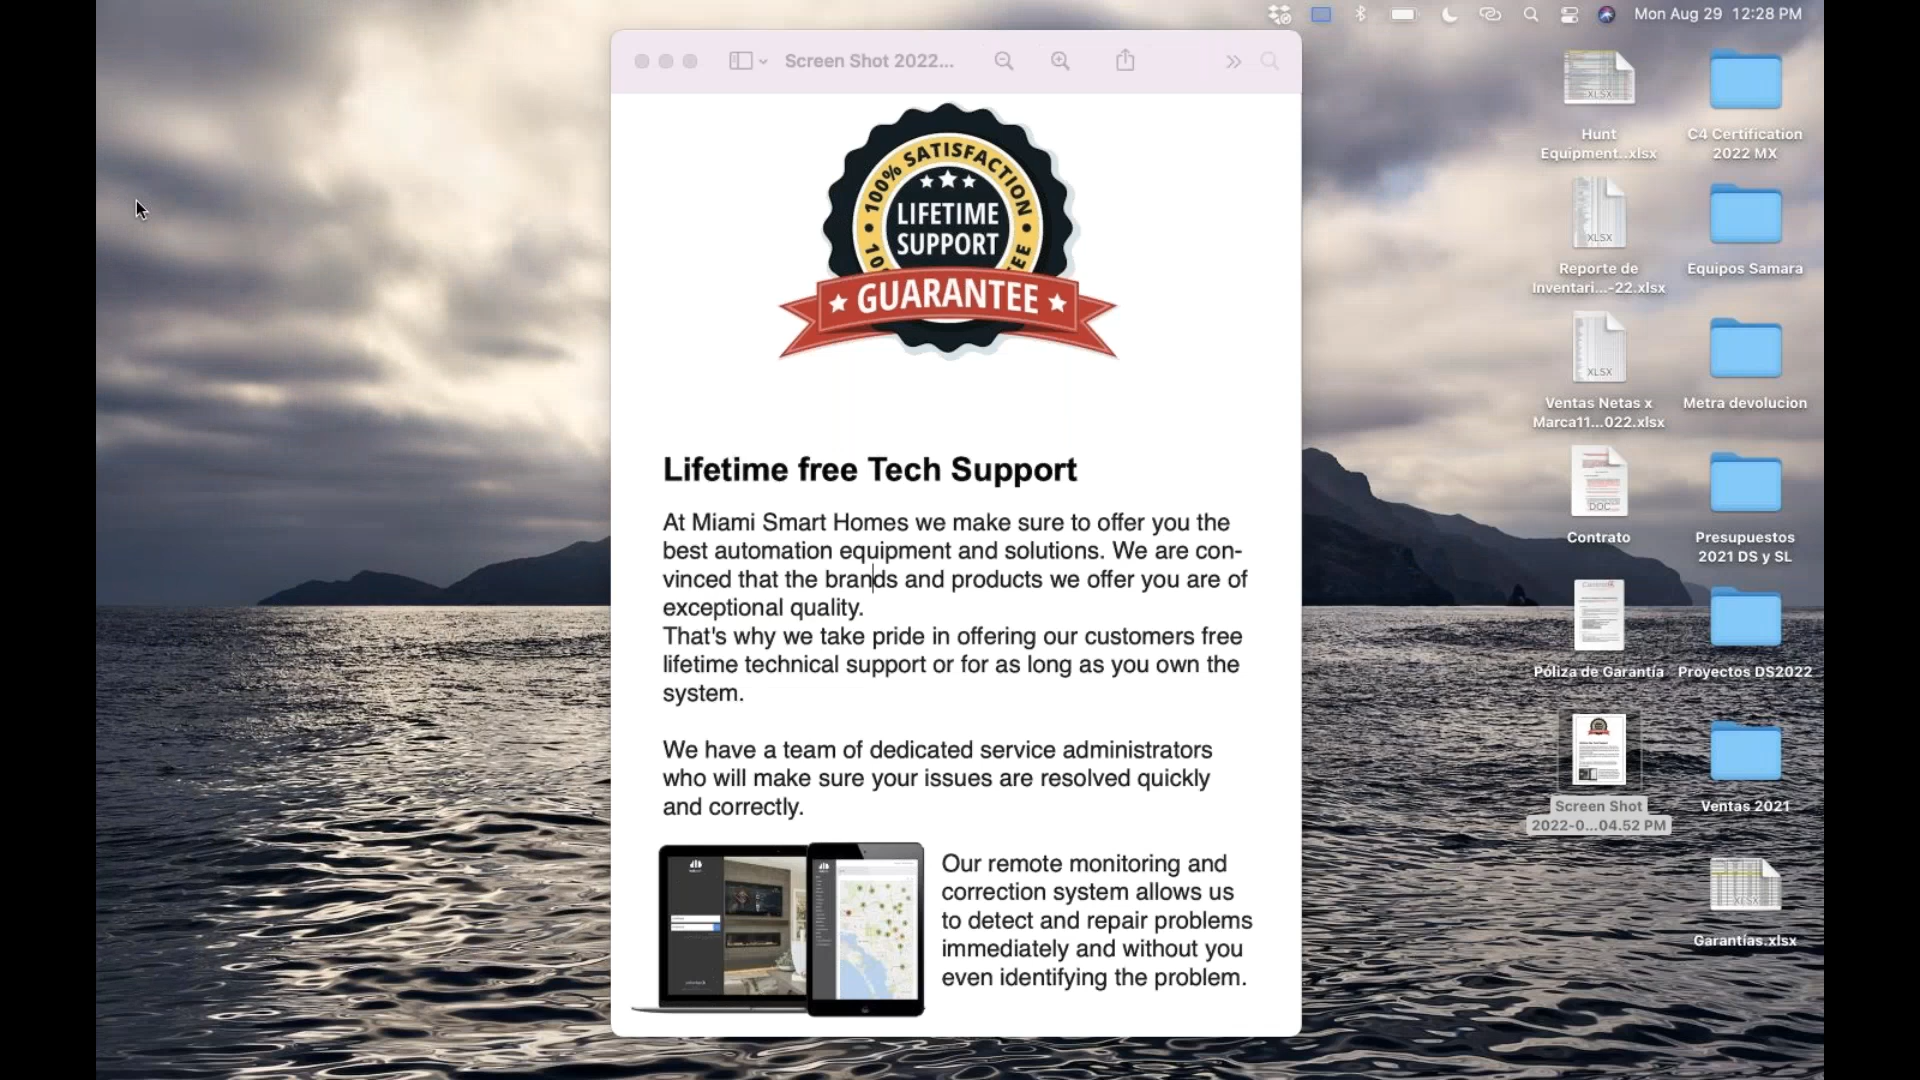 Mon Aug 29 12:28 PM
Screen Shot 2022...
100% SATISFACTION
LIFETIME
SUPPORT
GUARANTEE
Lifetime free Tech Support
At Miami Smart Homes we make sure to offer you the
best automation equipment and solutions. We are con-
vinced that the brands and products we offer you are of
exceptional quality.
That's why we take pride in offering our customers free
lifetime technical support or for as long as you own the
system.
We have a team of dedicated service administrators
who will make sure your issues are resolved quickly
and correctly.
Our remote monitoring and
correction system allows us
to detect and repair problems
immediately and without you
even identifying the problem.
XLSX
Hunt
Equipment..xlsx
C4 Certification
2022 MX
XLSX
Reporte de
Inventari...-22.xlsx
Equipos Samara
XLSX
Ventas Netas x
Marca11...022.xlsx
Metra devolucion
DOC
Contrato
Presupuestos
2021 DS y SL
Póliza de Garantía
Proyectos DS2022
Screen Shot
2022-0...04.52 PM
Ventas 2021
XLSX
Garantías.xlsx